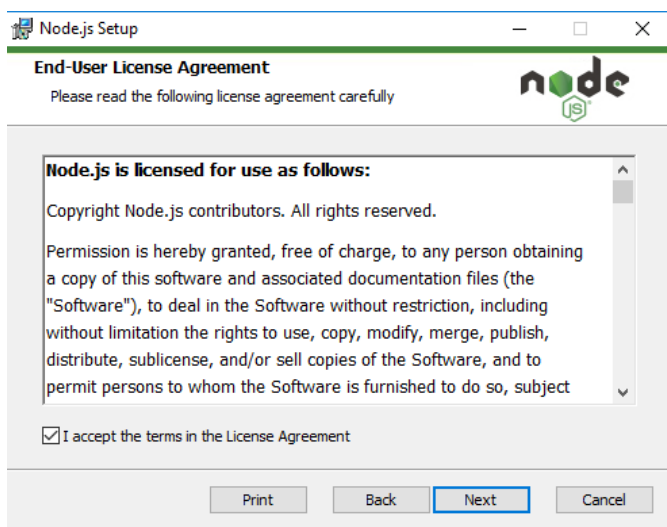 Node.js Setup
End-User License Agreement
Please read the following license agreement carefully
node
JS
Node.js is licensed for use as follows:
Copyright Node.js contributors. All rights reserved.
Permission is hereby granted, free of charge, to any person obtaining
a copy of this software and associated documentation files (the
"Software"), to deal in the Software without restriction, including
without limitation the rights to use, copy, modify, merge, publish,
distribute, sublicense, and/or sell copies of the Software, and to
permit persons to whom the Software is furnished to do so, subject
I accept the terms in the License Agreement
Print Back Next Cancel